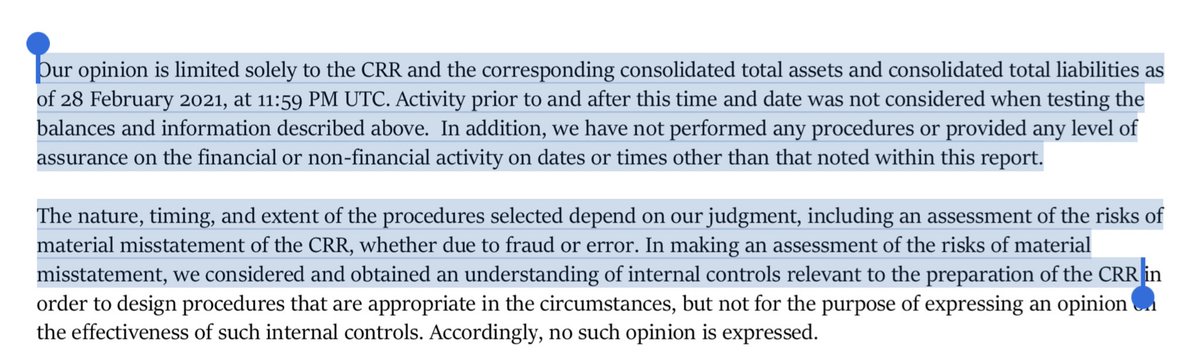 Our opinion is limited solely to the CRR and the corresponding consolidated total assets and consolidated total liabilities as
of 28 February 2021, at 11:59 PM UTC. Activity prior to and after this time and date was not considered when testing the
balances and information described above. In addition, we have not performed any procedures or provided any level of
assurance on the financial or non-financial activity on dates or times other than that noted within this report.
The nature, timing, and extent of the procedures selected depend on our judgment, including an assessment of the risks of
material misstatement of the CRR, whether due to fraud or error. In making an assessment of the risks of material
misstatement, we considered and obtained an understanding of internal controls relevant to the preparation of the CRR in
order to design procedures that are appropriate in the circumstances, but not for the purpose of expressing an opinion on
the effectiveness of such internal controls. Accordingly, no such opinion is expressed.